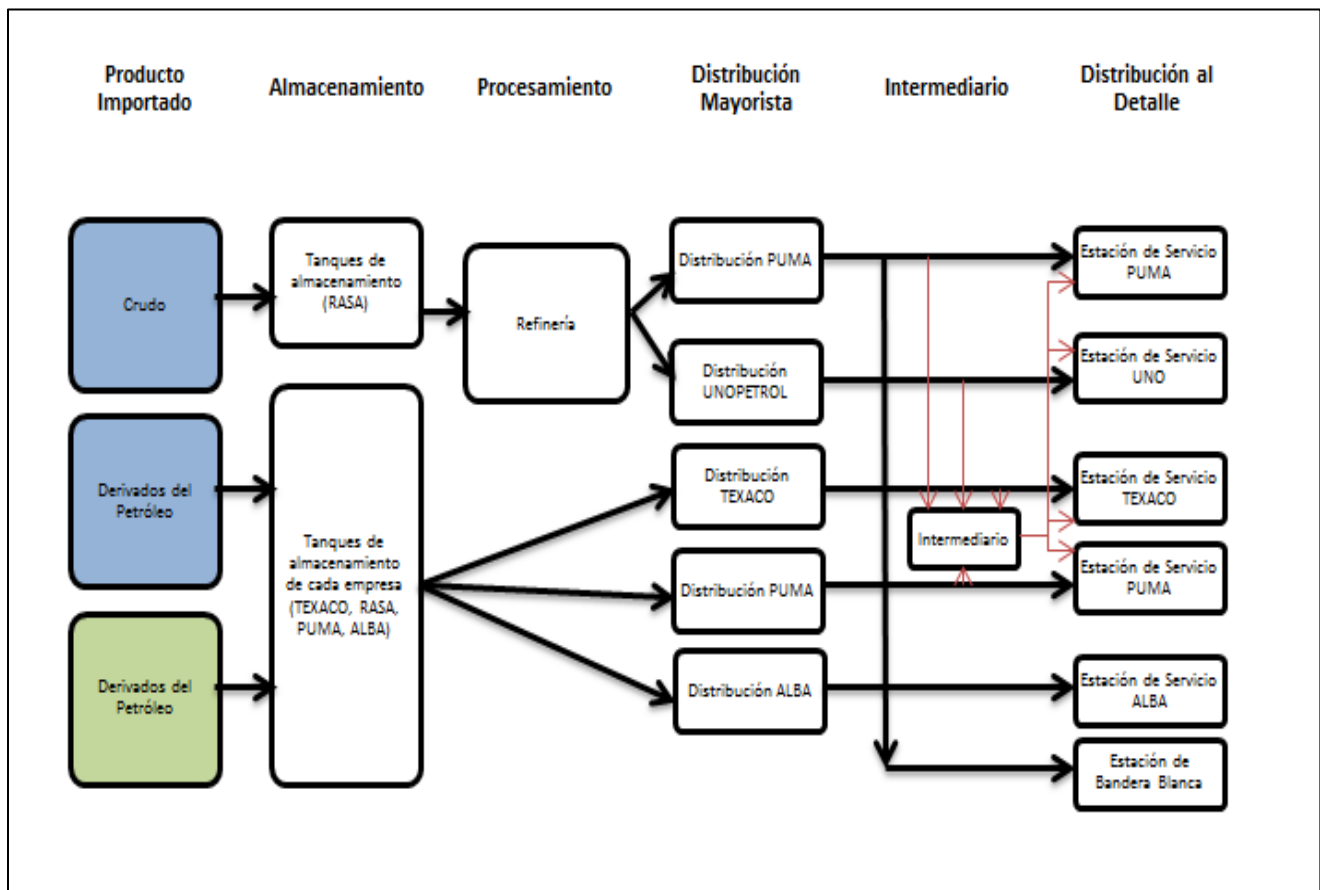 Producto
Importado
Almacenamiento
Procesamiento
Distribución
Mayorista
Intermediario
Distribución al
Detalle
Crudo
Tanques de
almacenamiento
(RASA)
Refinería
Distribución PUMA
Estación de Servicio
PUMA
Distribución
UNOPETROL
Estación de Servicio
UNO
Derivados del
Petróleo
Tanques de
almacenamiento
de cada empresa
(TEXACO, RASA,
PUMA, ALBA)
Distribución
TEXACO
Intermediario
Estación de Servicio
TEXACO
Distribución PUMA
Estación de Servicio
PUMA
Derivados del
Petróleo
Distribución ALBA
Estación de Servicio
ALBA
Estación de
Bandera Blanca